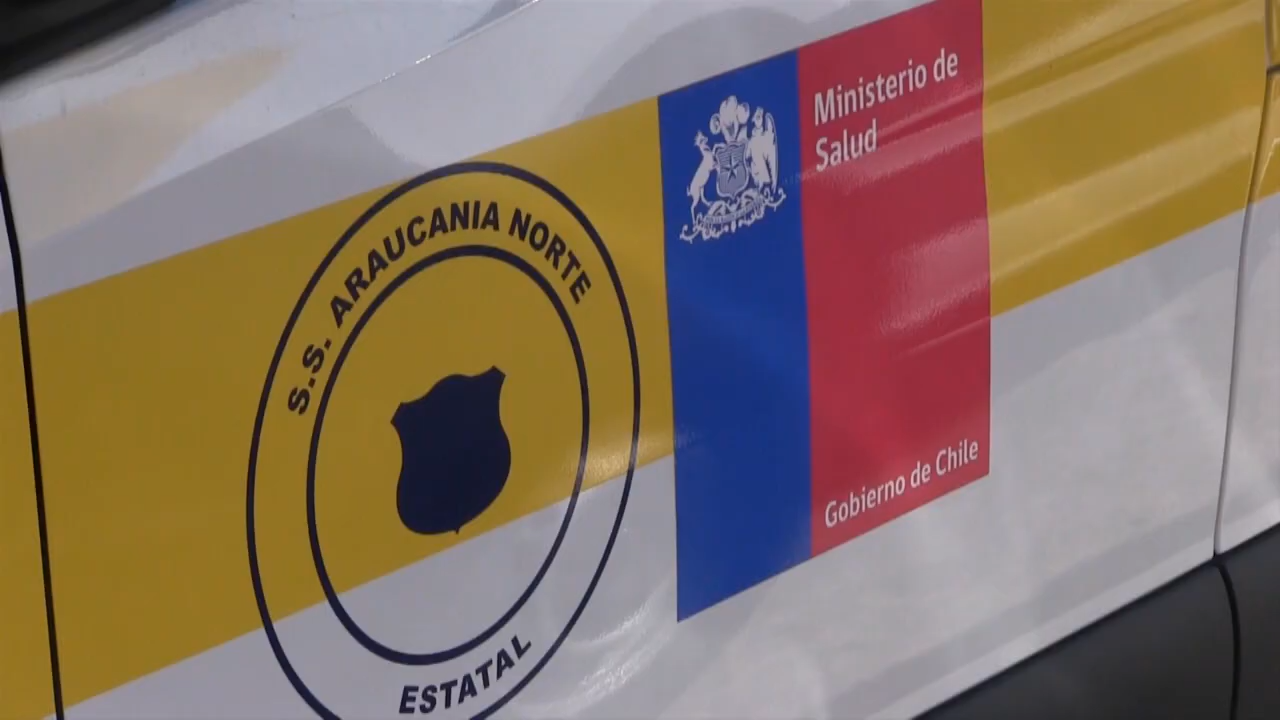 S.S. ARAUCANIA NORTE
ESTATAL
Ministerio de
Salud
Gobierno de Chile